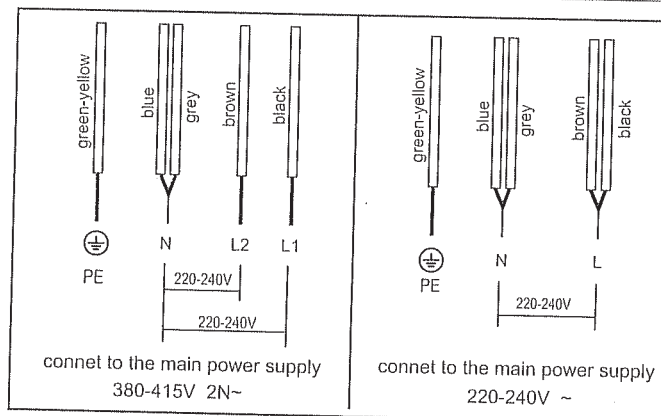 green-yellow
blue
grey
brown
black
PE
N
L2
L1
220-240V
220-240V
connet to the main power supply
380-415V 2N~
green-yellow
blue
grey
brown
black
PE
N
L
220-240V
connet to the main power supply
220-240V ~